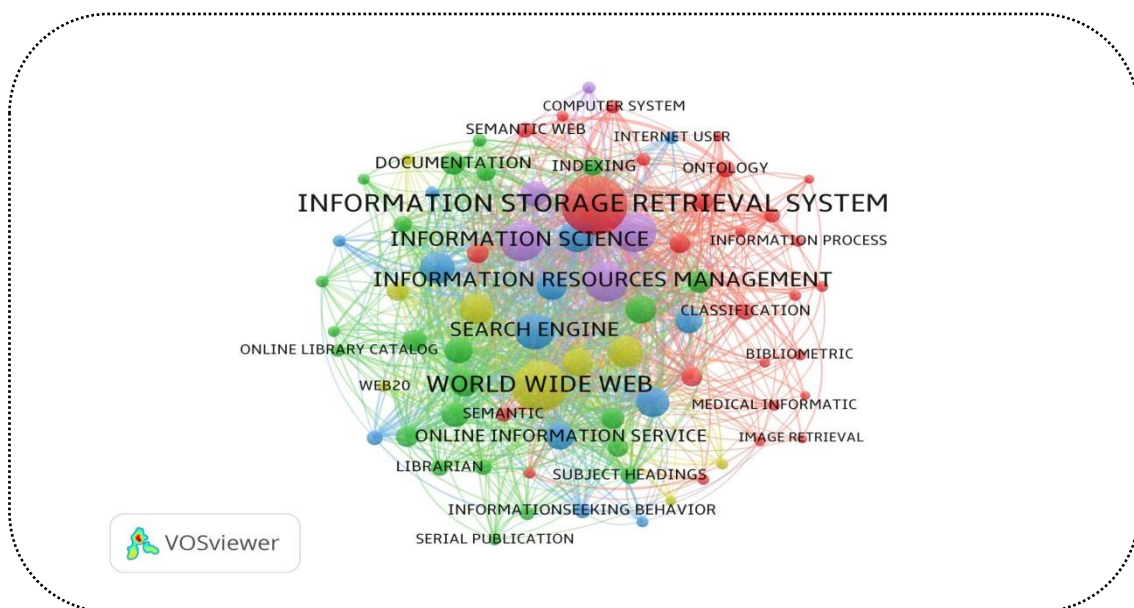 COMPUTER SYSTEM
SEMANTIC WEB
INTERNET USER
DOCUMENTATION
INDEXING
ONTOLOGY
INFORMATION STORAGE RETRIEVAL SYSTEM
INFORMATION SCIENCE
INFORMATION PROCESS
INFORMATION RESOURCES MANAGEMENT
CLASSIFICATION
SEARCH ENGINE
ONLINE LIBRARY CATALOG
BIBLIOMETRIC
WEB20
WORLD WIDE WEB
MEDICAL INFORMATIC
SEMANTIC
ONLINE INFORMATION SERVICE
IMAGE RETRIEVAL
LIBRARIAN
SUBJECT HEADINGS
INFORMATIONSEEKING BEHAVIOR
SERIAL PUBLICATION
VOSviewer